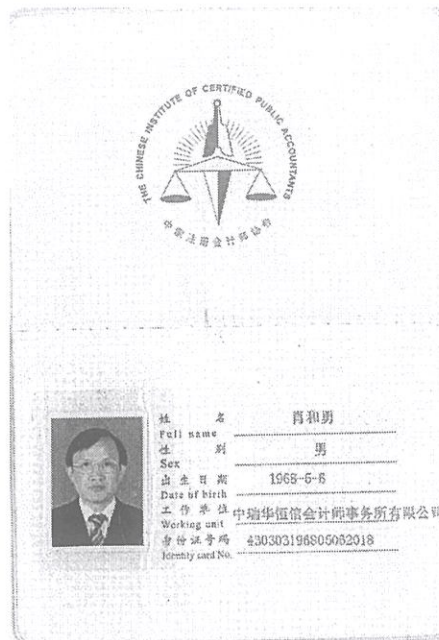 THE CHINESE INSTITUTE OF CERTIFIED PUBLIC ACCOUNTANTS
中国注册会计师协会
姓 名 肖和勇
Full name
性 别 男
Sex
出生日期 1968-5-6
Date of birth
工作单位 中瑞华恒信会计师事务所有限公司
Working unit
身份证号码 430303196805062018
Identity card No.